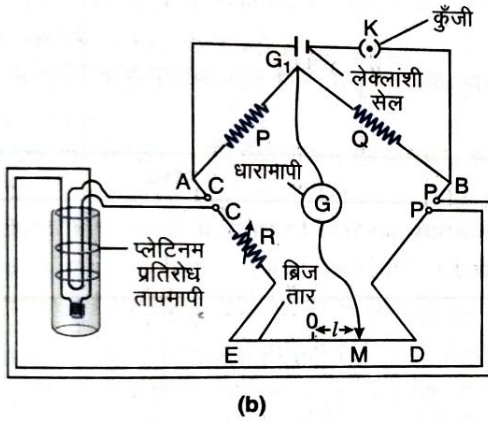 K
कुँजी
G₁
लेक्लांशी
सेल
P
Q
धारामापी
G
A
C
C
P
B
P
R
प्लेटिनम
प्रतिरोध
तापमापी
ब्रिज
तार
0
l
E
M
D
(b)